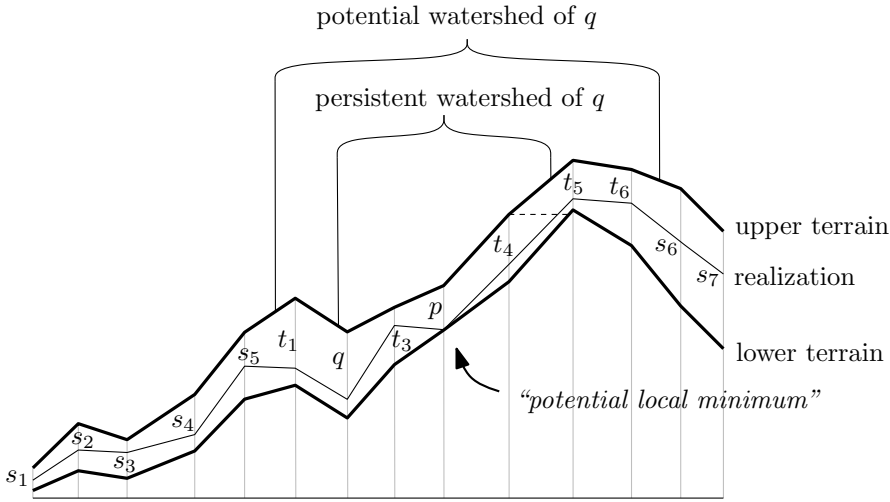 potential watershed of q
persistent watershed of q
t5
t6
upper terrain
t4
s6
s7
realization
p
t1
s5
q
t3
lower terrain
“potential local minimum”
s4
s2
s3
s1